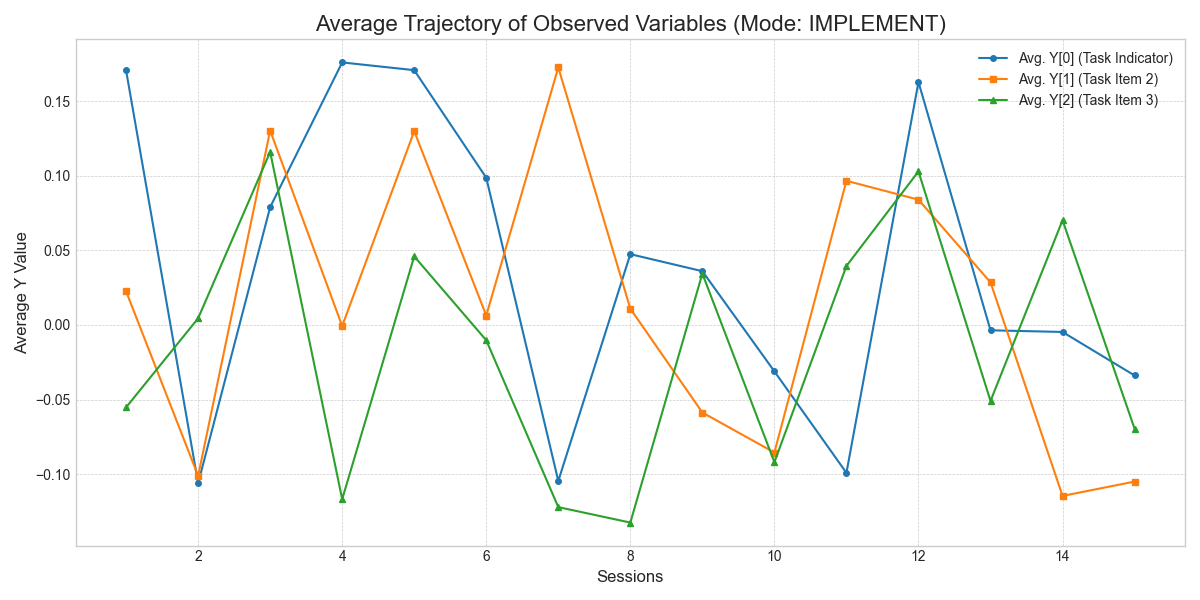 Average Trajectory of Observed Variables (Mode: IMPLEMENT)
Avg. Y[0] (Task Indicator)
Avg. Y[1] (Task Item 2)
Avg. Y[2] (Task Item 3)
Average Y Value
0.15
0.10
0.05
0.00
−0.05
−0.10
2 4 6 8 10 12 14
Sessions